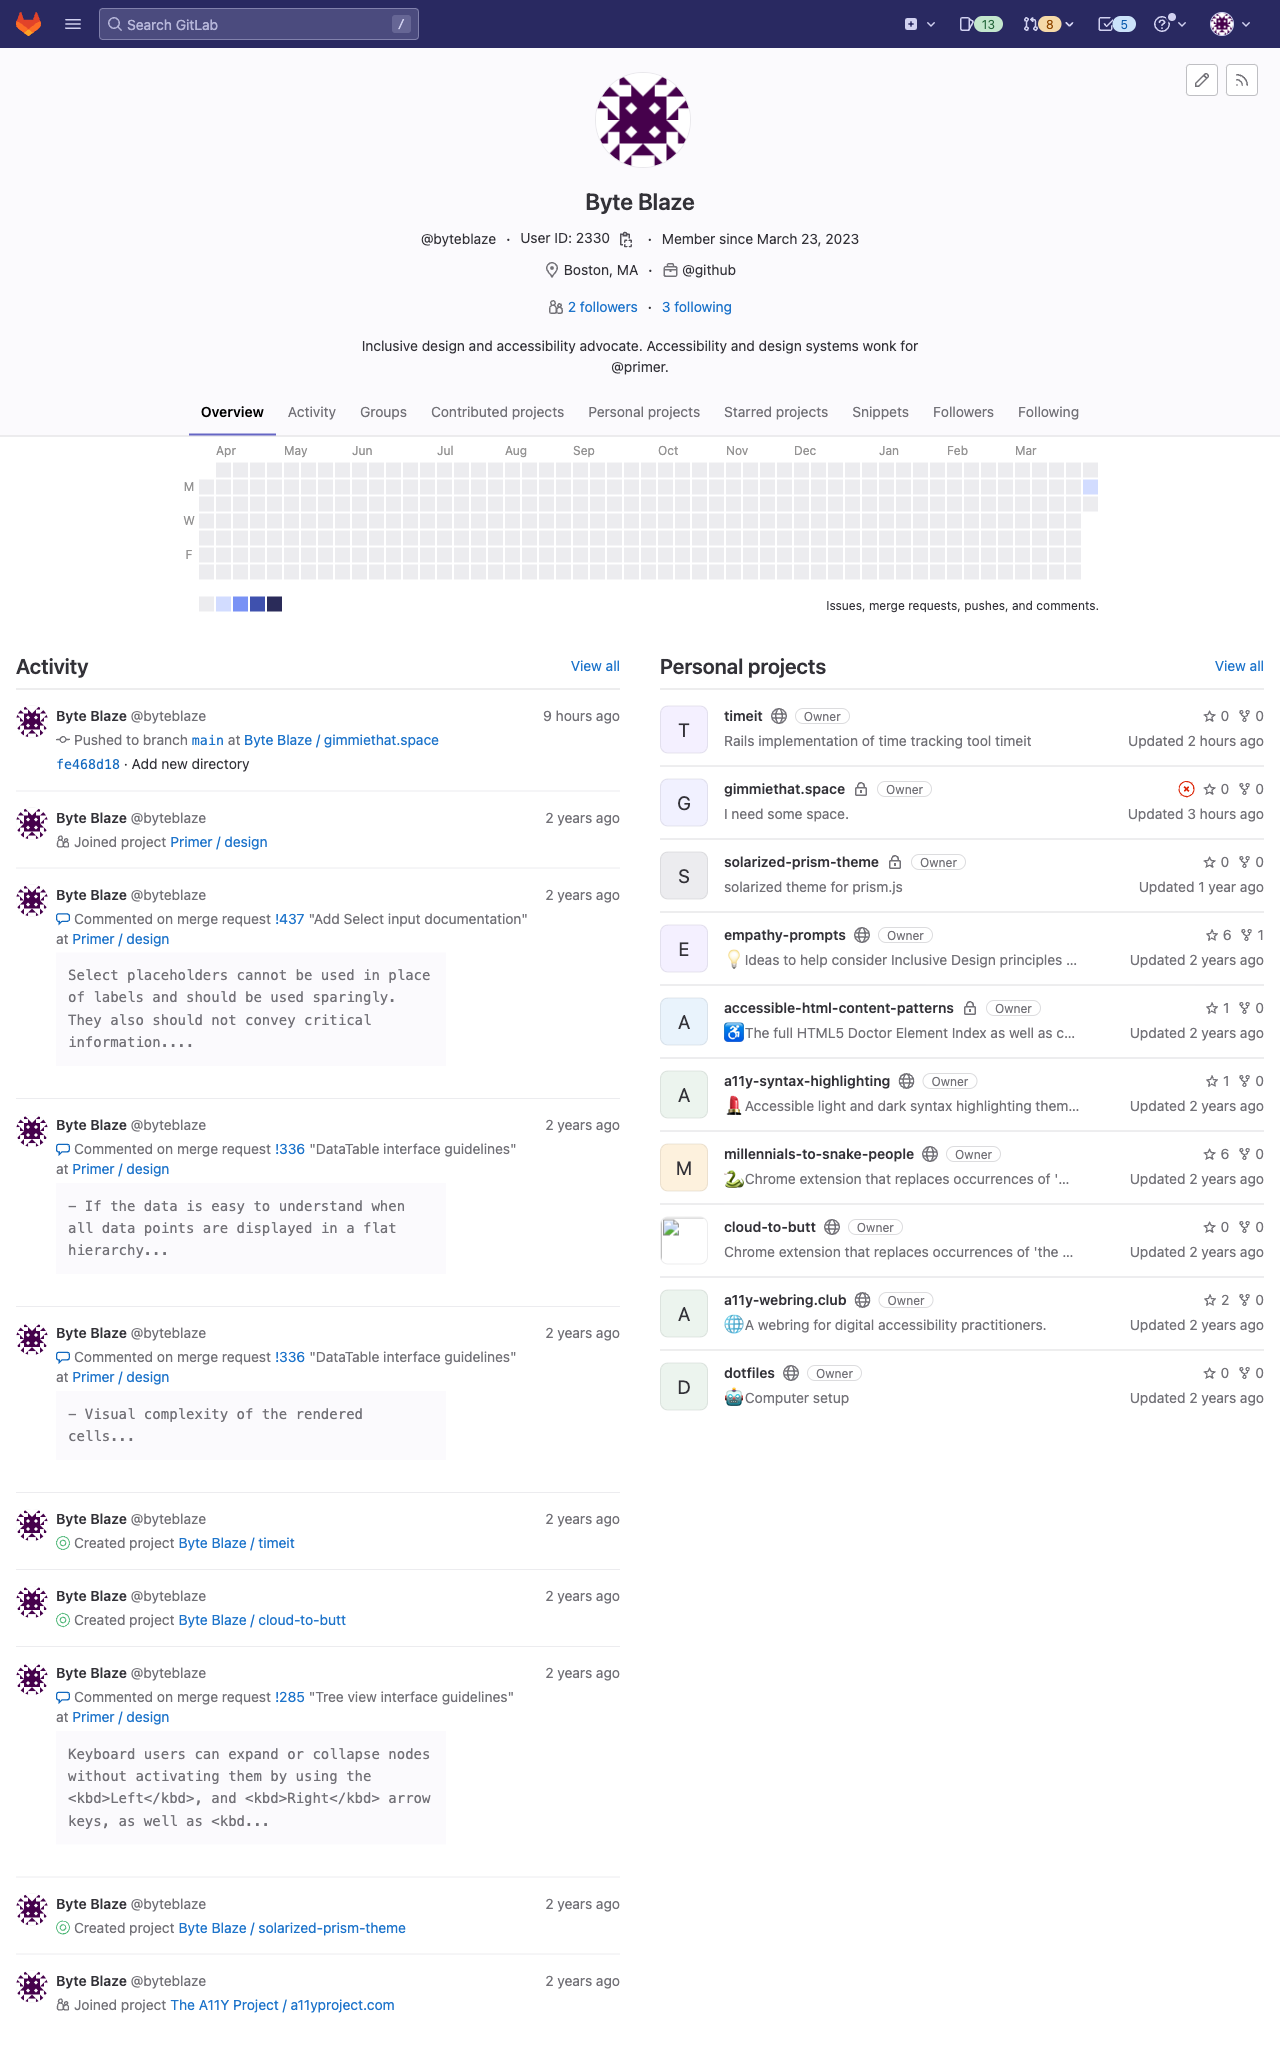 Search GitLab /
13
8
5
Byte Blaze
@byteblaze · User ID: 2330 · Member since March 23, 2023
Boston, MA · @github
2 followers · 3 following
Inclusive design and accessibility advocate. Accessibility and design systems wonk for
@primer.
Overview Activity Groups Contributed projects Personal projects Starred projects Snippets Followers Following
Apr May Jun Jul Aug Sep Oct Nov Dec Jan Feb Mar
M
W
F
Issues, merge requests, pushes, and comments.
Activity View all
Byte Blaze @byteblaze 9 hours ago
Pushed to branch main at Byte Blaze / gimmiethat.space
fe468d18 · Add new directory
Byte Blaze @byteblaze 2 years ago
Joined project Primer / design
Byte Blaze @byteblaze 2 years ago
Commented on merge request !437 "Add Select input documentation"
at Primer / design
Select placeholders cannot be used in place
of labels and should be used sparingly.
They also should not convey critical
information....
Byte Blaze @byteblaze 2 years ago
Commented on merge request !336 "DataTable interface guidelines"
at Primer / design
– If the data is easy to understand when
all data points are displayed in a flat
hierarchy...
Byte Blaze @byteblaze 2 years ago
Commented on merge request !336 "DataTable interface guidelines"
at Primer / design
– Visual complexity of the rendered
cells...
Byte Blaze @byteblaze 2 years ago
Created project Byte Blaze / timeit
Byte Blaze @byteblaze 2 years ago
Created project Byte Blaze / cloud-to-butt
Byte Blaze @byteblaze 2 years ago
Commented on merge request !285 "Tree view interface guidelines"
at Primer / design
Keyboard users can expand or collapse nodes
without activating them by using the
<kbd>Left</kbd>, and <kbd>Right</kbd> arrow
keys, as well as <kbd...
Byte Blaze @byteblaze 2 years ago
Created project Byte Blaze / solarized-prism-theme
Byte Blaze @byteblaze 2 years ago
Joined project The A11Y Project / a11yproject.com
Personal projects View all
T
timeit Owner 0 0
Rails implementation of time tracking tool timeit Updated 2 hours ago
G
gimmiethat.space Owner 0 0
I need some space. Updated 3 hours ago
S
solarized-prism-theme Owner 0 0
solarized theme for prism.js Updated 1 year ago
E
empathy-prompts Owner 6 1
Ideas to help consider Inclusive Design principles ... Updated 2 years ago
A
accessible-html-content-patterns Owner 1 0
The full HTML5 Doctor Element Index as well as c... Updated 2 years ago
A
a11y-syntax-highlighting Owner 1 0
Accessible light and dark syntax highlighting them... Updated 2 years ago
M
millennials-to-snake-people Owner 6 0
Chrome extension that replaces occurrences of '... Updated 2 years ago
cloud-to-butt Owner 0 0
Chrome extension that replaces occurrences of 'the ... Updated 2 years ago
A
a11y-webring.club Owner 2 0
A webring for digital accessibility practitioners. Updated 2 years ago
D
dotfiles Owner 0 0
Computer setup Updated 2 years ago